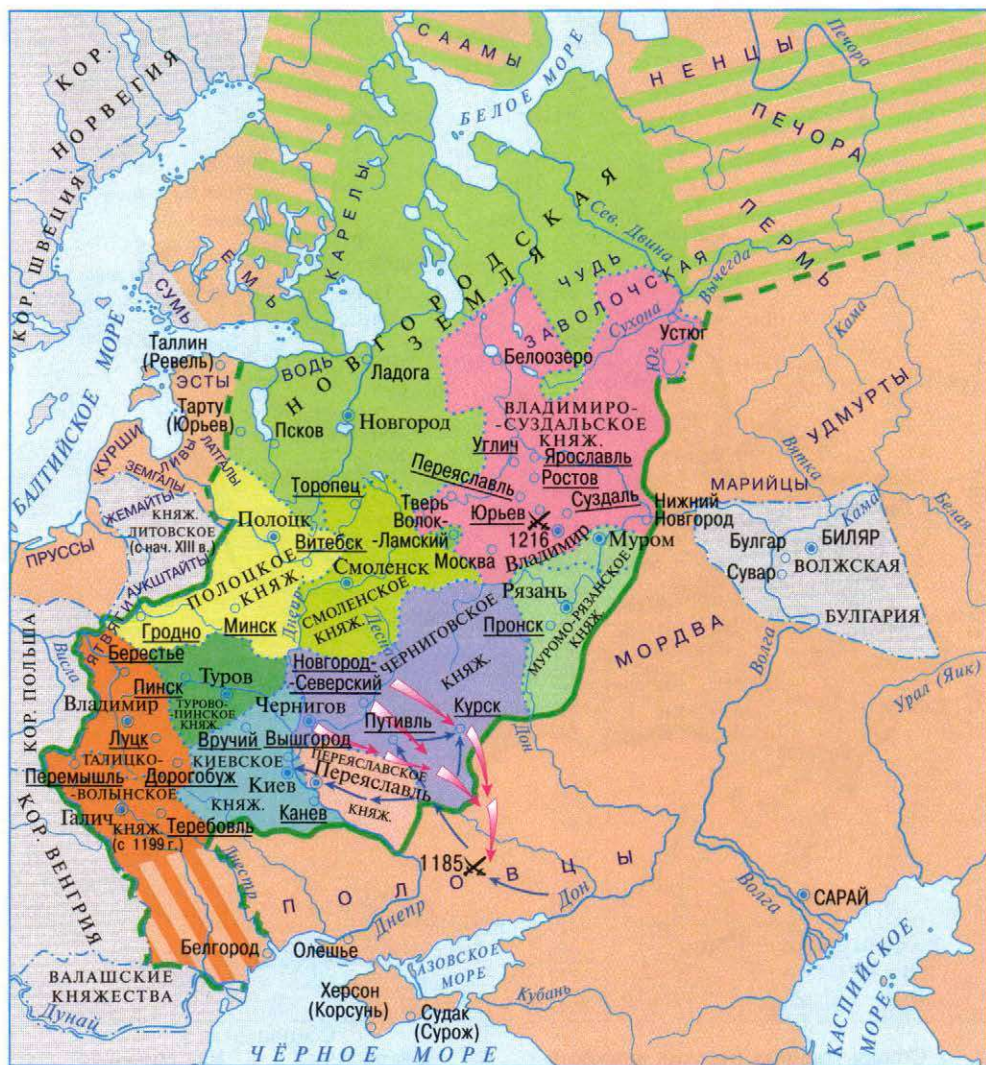 КОР. НОРВЕГИЯ
КОР. ШВЕЦИЯ
СААМЫ
БЕЛОЕ МОРЕ
НЕНЦЫ
Печора
ПЕЧОРА
ПЕРМЬ
КАРЕЛЫ
ЕМЬ
СУМЬ
Сев. Двина
Вычегда
ЧУДЬ
ЗАВОЛОЧСКАЯ
НОВГОРОДСКАЯ
ЗЕМЛЯ
Сухона
Устюг
Юг
Кама
БАЛТИЙСКОЕ МОРЕ
Таллин
(Ревель)
ВОДЬ
Ладога
Белоозеро
ЭСТЫ
Тарту
(Юрьев)
Псков
Новгород
ВЛАДИМИРО-
-СУЗДАЛЬСКОЕ
КНЯЖ.
УДМУРТЫ
Вятка
КУРШИ
ЛИВЫ
ЛАТГАЛЫ
ЗЕМГАЛЫ
Углич
Ярославль
Переяславль
Ростов
Суздаль
МАРИЙЦЫ
Кама
Белая
ЖЕМАЙТЫ
КНЯЖ.
ЛИТОВСКОЕ
(с нач. XIII в.)
АУКШТАЙТЫ
Торопец
Тверь
Волок-
-Ламский
Юрьев
1216
Нижний
Новгород
Полоцк
Витебск
Москва
Владимир
Муром
Булгар
БИЛЯР
Сувар
ВОЛЖСКАЯ
БУЛГАРИЯ
ПРУССЫ
ПОЛОЦКОЕ
КНЯЖ.
Смоленск
СМОЛЕНСКОЕ
КНЯЖ.
Днепр
Десна
Рязань
Пронск
МУРОМО-РЯЗАНСКОЕ
КНЯЖ.
МОРДВА
Волга
Урал (Яик)
ЯТВЯГИ
Гродно
Минск
Берестье
ЧЕРНИГОВСКОЕ
КНЯЖ.
Новгород-
-Северский
КОР. ПОЛЬША
Висла
Пинск
Туров
ТУРОВО-
-ПИНСКОЕ
КНЯЖ.
Владимир
Чернигов
Путивль
Курск
Дон
Луцк
Вручий
Вышгород
ГАЛИЦКО-
-ВОЛЫНСКОЕ
КНЯЖ.
(с 1199 г.)
Перемышль
Дорогобуж
КИЕВСКОЕ
КНЯЖ.
Киев
ПЕРЕЯСЛАВСКОЕ
Переяславль
КНЯЖ.
Канев
Галич
Теребовль
КОР. ВЕНГРИЯ
Днестр
1185
ПОЛОВЦЫ
Днепр
Дон
Волга
САРАЙ
Белгород
Олешье
ВАЛАШСКИЕ
КНЯЖЕСТВА
Дунай
АЗОВСКОЕ
МОРЕ
Херсон
(Корсунь)
Судак
(Сурож)
Кубань
ЧЁРНОЕ МОРЕ
КАСПИЙСКОЕ
МОРЕ